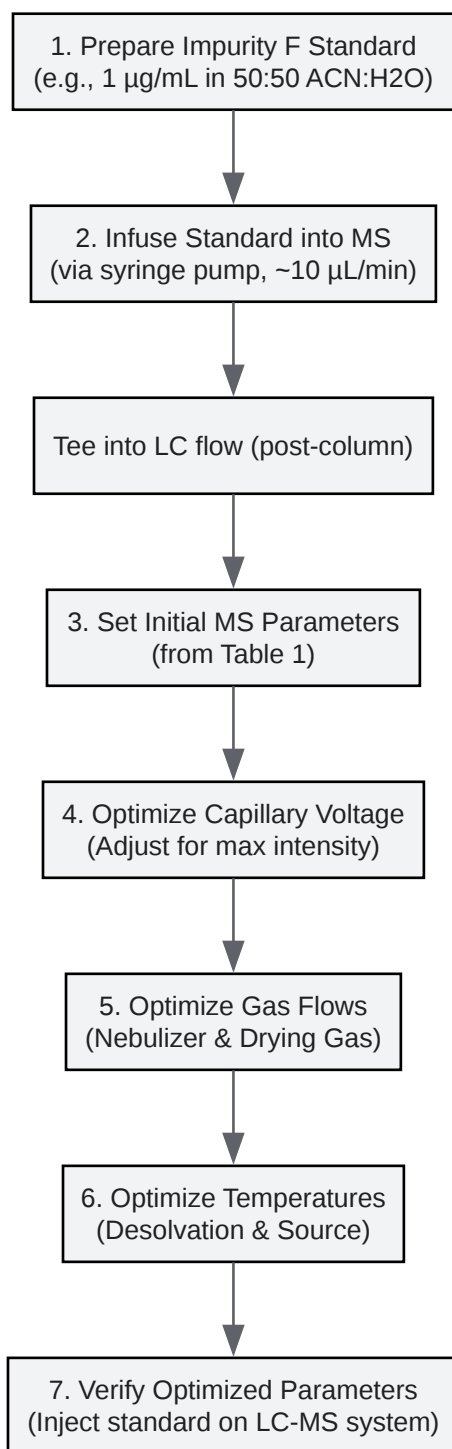 1. Prepare Impurity F Standard
(e.g., 1 µg/mL in 50:50 ACN:H2O)
2. Infuse Standard into MS
(via syringe pump, ~10 µL/min)
Tee into LC flow (post-column)
3. Set Initial MS Parameters
(from Table 1)
4. Optimize Capillary Voltage
(Adjust for max intensity)
5. Optimize Gas Flows
(Nebulizer & Drying Gas)
6. Optimize Temperatures
(Desolvation & Source)
7. Verify Optimized Parameters
(Inject standard on LC-MS system)